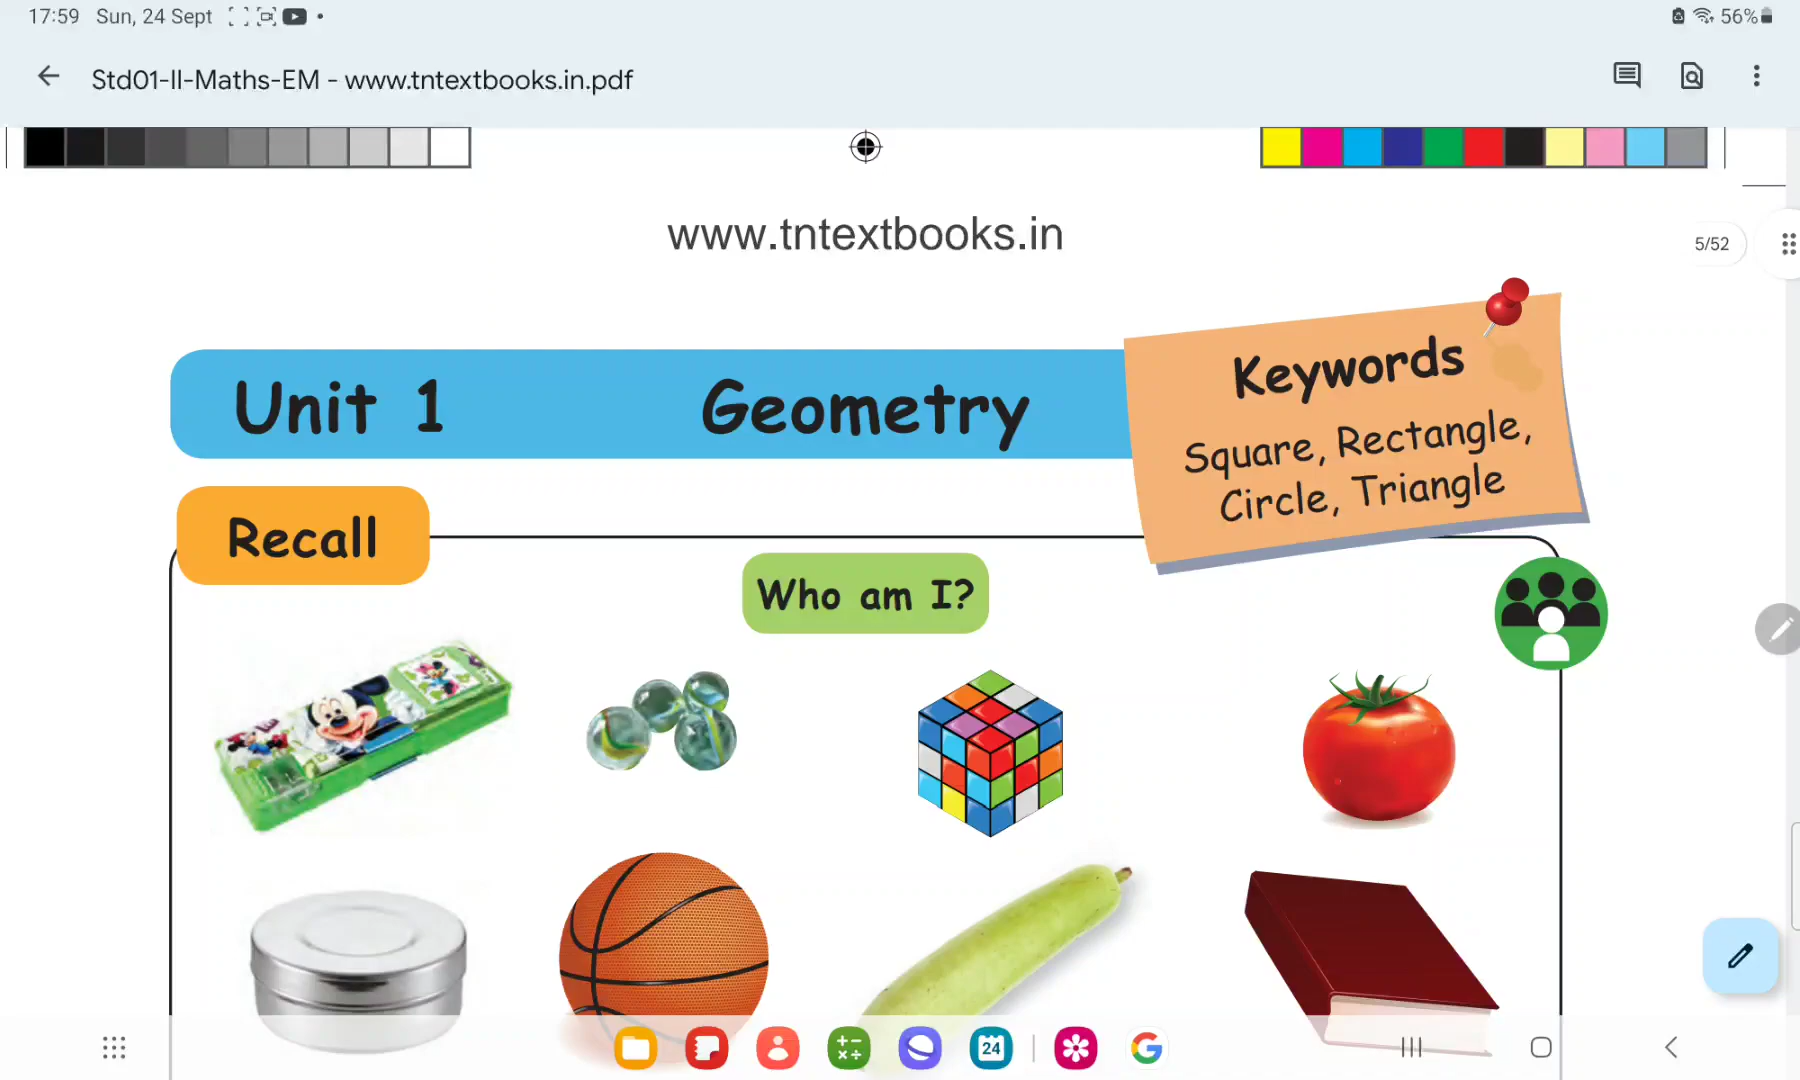 17:59 Sun, 24 Sept 56%
Std01-II-Maths-EM - www.tntextbooks.in.pdf
www.tntextbooks.in
5/52
Unit 1 Geometry
Keywords
Square, Rectangle,
Circle, Triangle
Recall
Who am I?
24